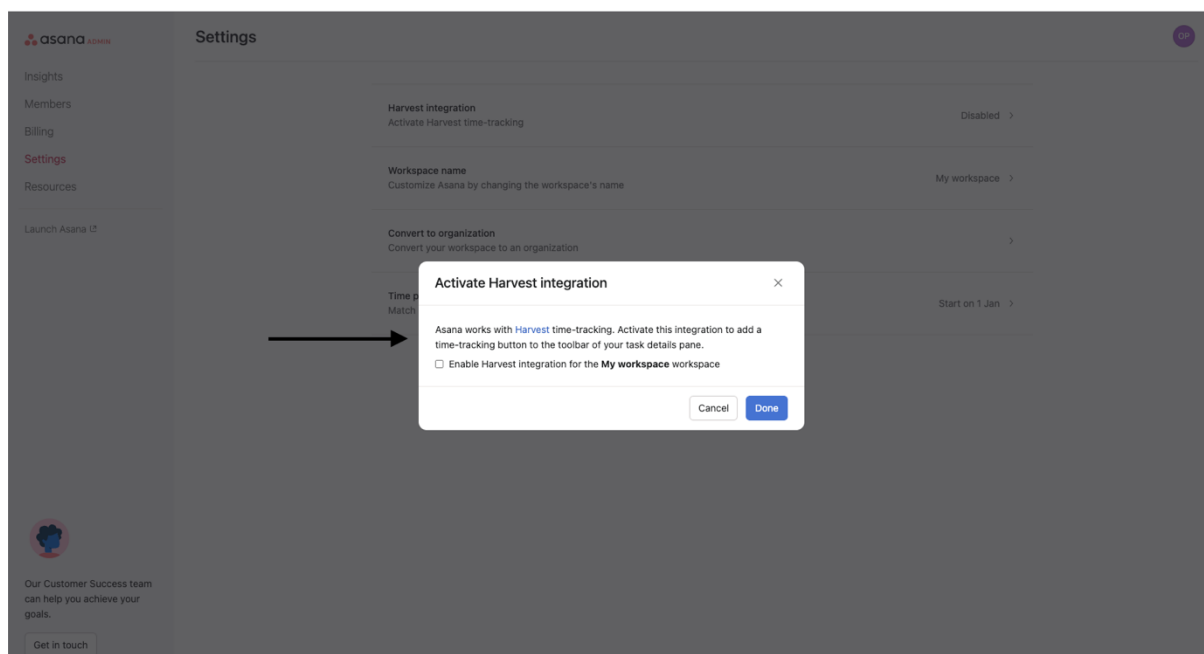 asana ADMIN
Settings
OP
Insights
Members
Billing
Settings
Resources
Launch Asana
Harvest integration
Activate Harvest time-tracking
Disabled
Workspace name
Customize Asana by changing the workspace's name
My workspace
Convert to organization
Convert your workspace to an organization
Time p
Match
Start on 1 Jan
Activate Harvest integration
Asana works with Harvest time-tracking. Activate this integration to add a
time-tracking button to the toolbar of your task details pane.
Enable Harvest integration for the My workspace workspace
Cancel
Done
Our Customer Success team
can help you achieve your
goals.
Get in touch